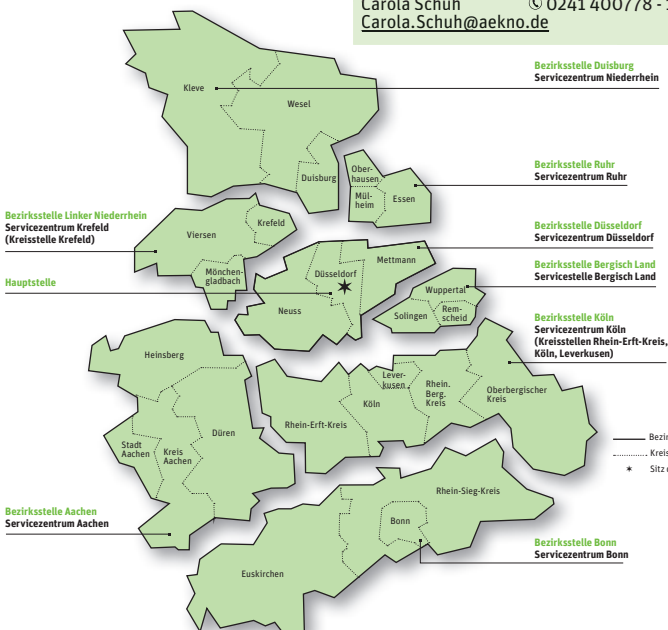 Carola Schuh ✆ 0241 400778 -
Carola.Schuh@aekno.de
Bezirksstelle Duisburg
Servicezentrum Niederrhein
Kleve
Wesel
Duisburg
Bezirksstelle Ruhr
Servicezentrum Ruhr
Ober-
hausen
Mül-
heim
Essen
Bezirksstelle Linker Niederrhein
Servicezentrum Krefeld
(Kreisstelle Krefeld)
Viersen
Krefeld
Mönchen-
gladbach
Hauptstelle
Bezirksstelle Düsseldorf
Servicezentrum Düsseldorf
Mettmann
Düsseldorf
✶
Neuss
Bezirksstelle Bergisch Land
Servicestelle Bergisch Land
Wuppertal
Solingen
Rem-
scheid
Bezirksstelle Köln
Servicezentrum Köln
(Kreisstellen Rhein-Erft-Kreis,
Köln, Leverkusen)
Heinsberg
Düren
Stadt
Aachen
Kreis
Aachen
Rhein-Erft-Kreis
Köln
Lever-
kusen
Rhein.
Berg.
Kreis
Oberbergischer
Kreis
Bezi
Kreis
✶ Sitz
Bezirksstelle Aachen
Servicezentrum Aachen
Rhein-Sieg-Kreis
Bonn
Euskirchen
Bezirksstelle Bonn
Servicezentrum Bonn